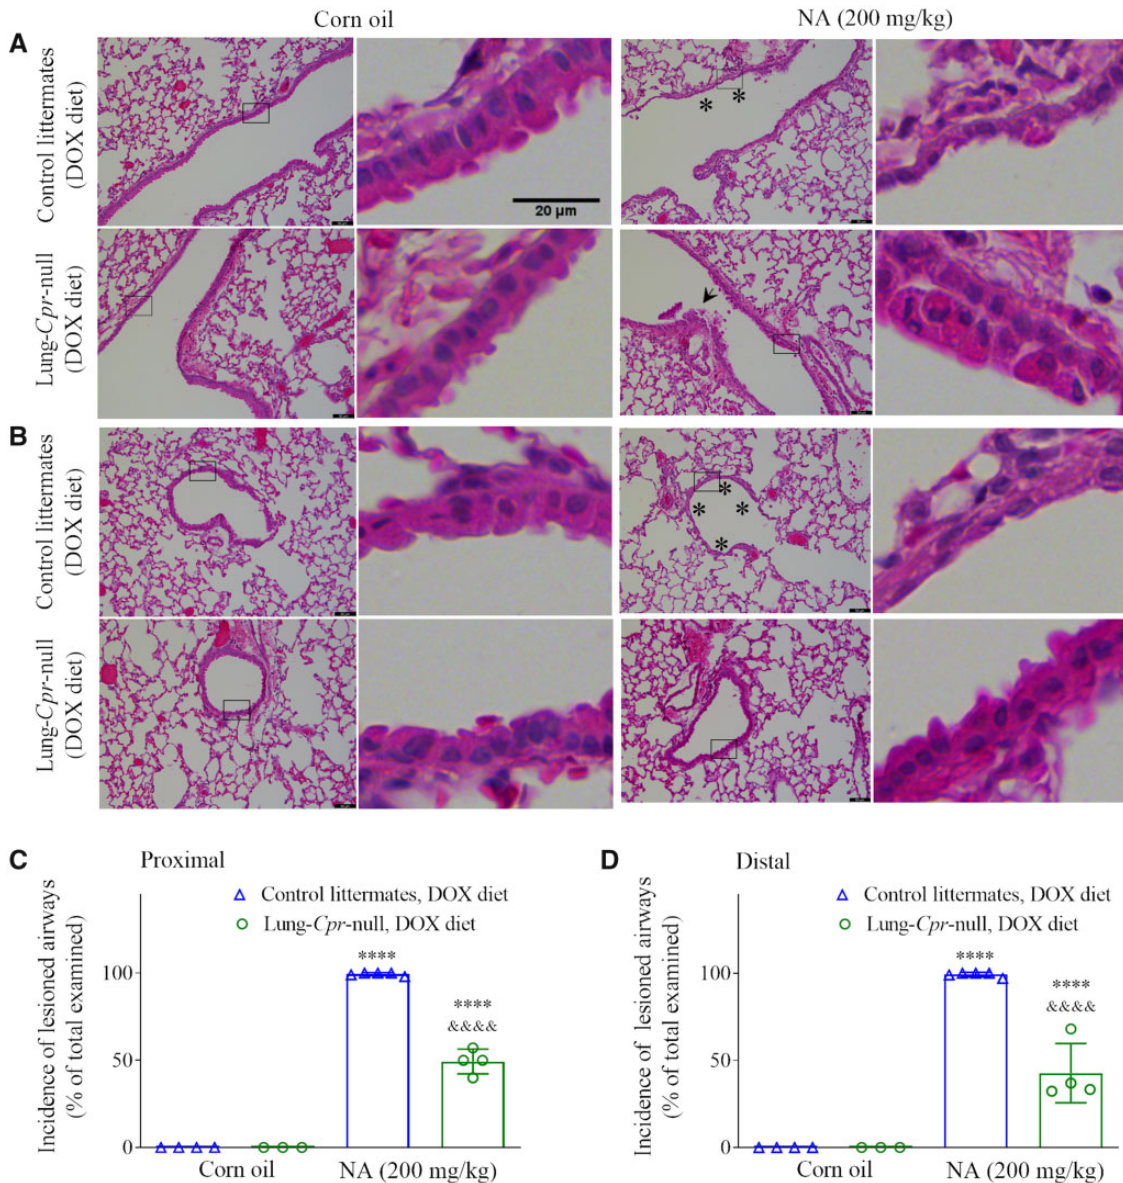 Corn oil
NA (200 mg/kg)
A
Control littermates
(DOX diet)
*
*
20 µm
Lung-Cpr-null
(DOX diet)
B
Control littermates
(DOX diet)
*
*
*
*
Lung-Cpr-null
(DOX diet)
C
Proximal
Incidence of lesioned airways
(% of total examined)
Control littermates, DOX diet
Lung-Cpr-null, DOX diet
100
50
0
****
****
&&&&
Corn oil
NA (200 mg/kg)
D
Distal
Incidence of lesioned airways
(% of total examined)
Control littermates, DOX diet
Lung-Cpr-null, DOX diet
100
50
0
****
****
&&&&
Corn oil
NA (200 mg/kg)